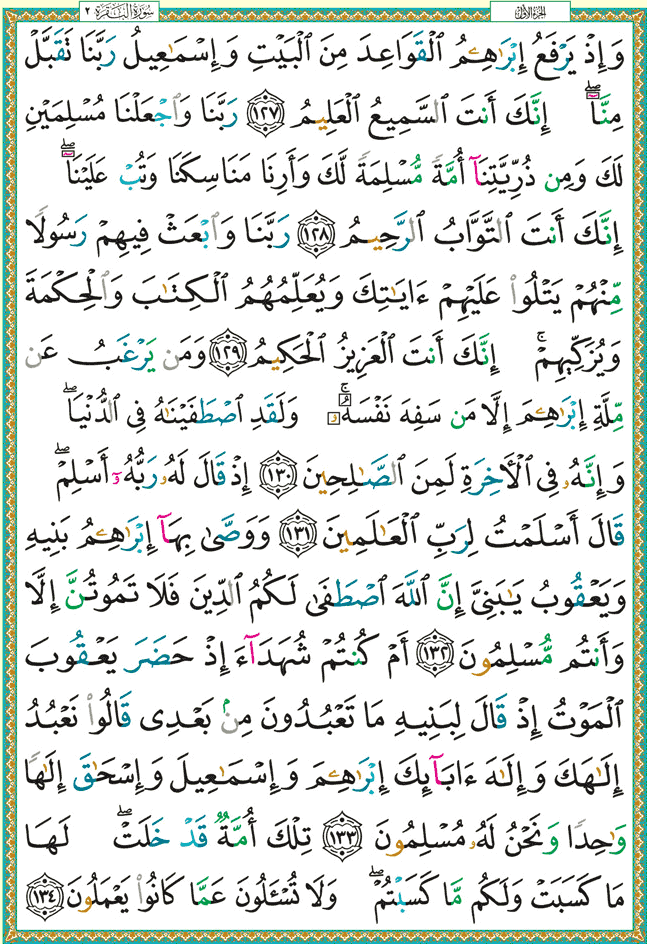 الجزء الأول
سورة البقرة ٢
وَإِذْ يَرْفَعُ إِبْرَٰهِـۧمُ ٱلْقَوَاعِدَ مِنَ ٱلْبَيْتِ وَإِسْمَٰعِيلُ رَبَّنَا تَقَبَّلْ
مِنَّآ ۖ إِنَّكَ أَنتَ ٱلسَّمِيعُ ٱلْعَلِيمُ ١٢٧ رَبَّنَا وَٱجْعَلْنَا مُسْلِمَيْنِ
لَكَ وَمِن ذُرِّيَّتِنَآ أُمَّةً مُّسْلِمَةً لَّكَ وَأَرِنَا مَنَاسِكَنَا وَتُبْ عَلَيْنَآ ۖ
إِنَّكَ أَنتَ ٱلتَّوَّابُ ٱلرَّحِيمُ ١٢٨ رَبَّنَا وَٱبْعَثْ فِيهِمْ رَسُولًا
مِّنْهُمْ يَتْلُوا۟ عَلَيْهِمْ ءَايَٰتِكَ وَيُعَلِّمُهُمُ ٱلْكِتَٰبَ وَٱلْحِكْمَةَ
وَيُزَكِّيهِمْ ۚ إِنَّكَ أَنتَ ٱلْعَزِيزُ ٱلْحَكِيمُ ١٢٩ وَمَن يَرْغَبُ عَن
مِّلَّةِ إِبْرَٰهِـۧمَ إِلَّا مَن سَفِهَ نَفْسَهُۥ ۚ وَلَقَدِ ٱصْطَفَيْنَٰهُ فِى ٱلدُّنْيَا ۖ
وَإِنَّهُۥ فِى ٱلْءَاخِرَةِ لَمِنَ ٱلصَّٰلِحِينَ ١٣٠ إِذْ قَالَ لَهُۥ رَبُّهُۥٓ أَسْلِمْ ۖ
قَالَ أَسْلَمْتُ لِرَبِّ ٱلْعَٰلَمِينَ ١٣١ وَوَصَّىٰ بِهَآ إِبْرَٰهِـۧمُ بَنِيهِ
وَيَعْقُوبُ يَٰبَنِىَّ إِنَّ ٱللَّهَ ٱصْطَفَىٰ لَكُمُ ٱلدِّينَ فَلَا تَمُوتُنَّ إِلَّا
وَأَنتُم مُّسْلِمُونَ ١٣٢ أَمْ كُنتُمْ شُهَدَآءَ إِذْ حَضَرَ يَعْقُوبَ
ٱلْمَوْتُ إِذْ قَالَ لِبَنِيهِ مَا تَعْبُدُونَ مِنۢ بَعْدِى قَالُوا۟ نَعْبُدُ
إِلَٰهَكَ وَإِلَٰهَ ءَابَآئِكَ إِبْرَٰهِـۧمَ وَإِسْمَٰعِيلَ وَإِسْحَٰقَ إِلَٰهًا
وَٰحِدًا وَنَحْنُ لَهُۥ مُسْلِمُونَ ١٣٣ تِلْكَ أُمَّةٌ قَدْ خَلَتْ ۖ لَهَا
مَا كَسَبَتْ وَلَكُم مَّا كَسَبْتُمْ ۖ وَلَا تُسْـَٔلُونَ عَمَّا كَانُوا۟ يَعْمَلُونَ ١٣٤